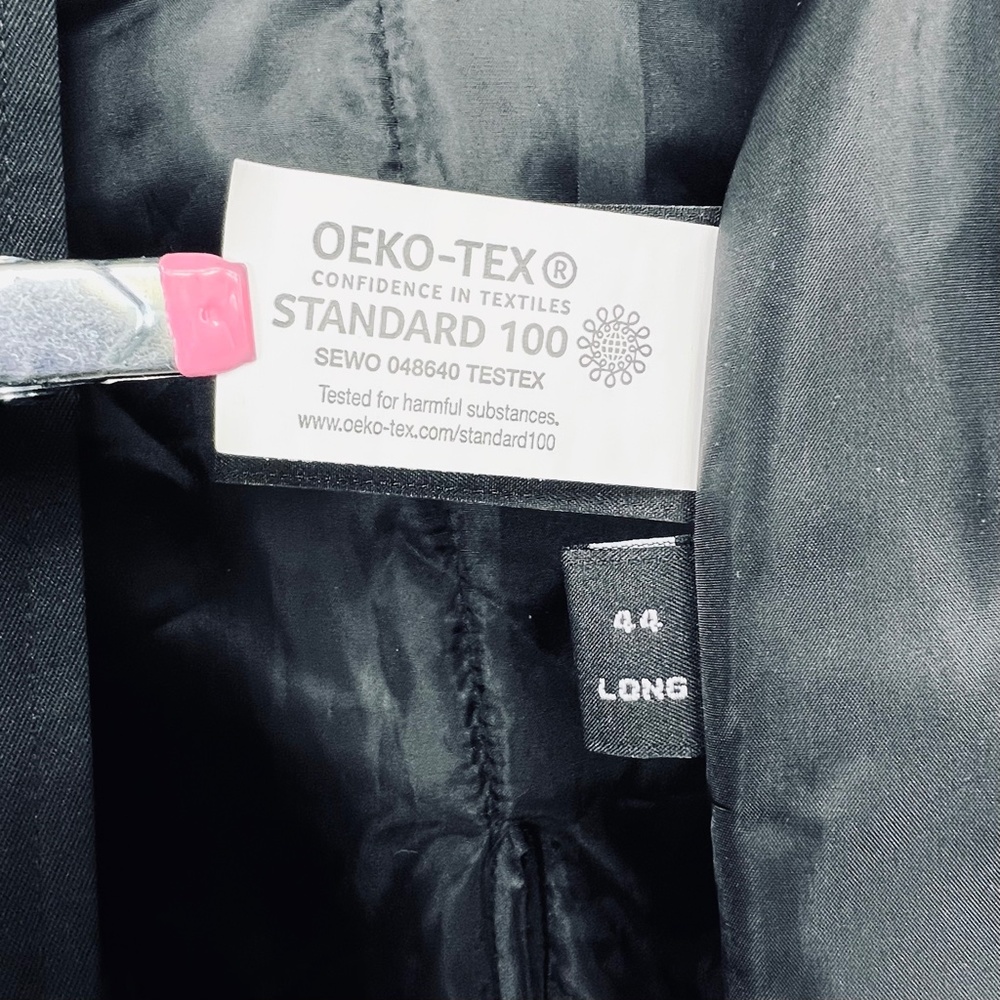 OEKO-TEX®
CONFIDENCE IN TEXTILES
STANDARD 100
SEWO 048640 TESTEX
Tested for harmful substances.
www.oeko-tex.com/standard100
44
LONG